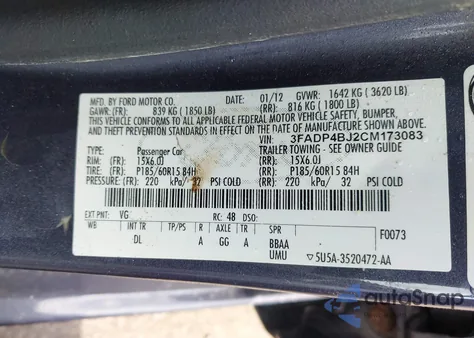 MFD. BY FORD MOTOR CO.
DATE: 01/12 GVWR: 1642 KG ( 3620 LB)
GAWR: (FR): 839 KG ( 1850 LB) (RR): 816 KG ( 1800 LB)
THIS VEHICLE CONFORMS TO ALL APPLICABLE FEDERAL MOTOR VEHICLE SAFETY, BUMPER,
AND THEFT PREVENTION STANDARDS IN EFFECT ON THE DATE OF MANUFACTURE SHOWN ABOVE.
VIN: 3FADP4BJ2CM173083
TYPE: Passenger Car TRAILER TOWING - SEE OWNER GUIDE
RIM: (FR): 15X6.0J (RR): 15X6.0J
TIRE: (FR): P185/60R15 84H (RR): P185/60R15 84H
PRESSURE: (FR): 220 kPa/ 32 PSI COLD (RR): 220 kPa/ 32 PSI COLD
EXT PNT: VG RC: 48 DSO:
WB INT TR TP/PS R AXLE TR SPR F0073
DL A GG A BBAA
UMU 5U5A-3520472-AA
autoSnap